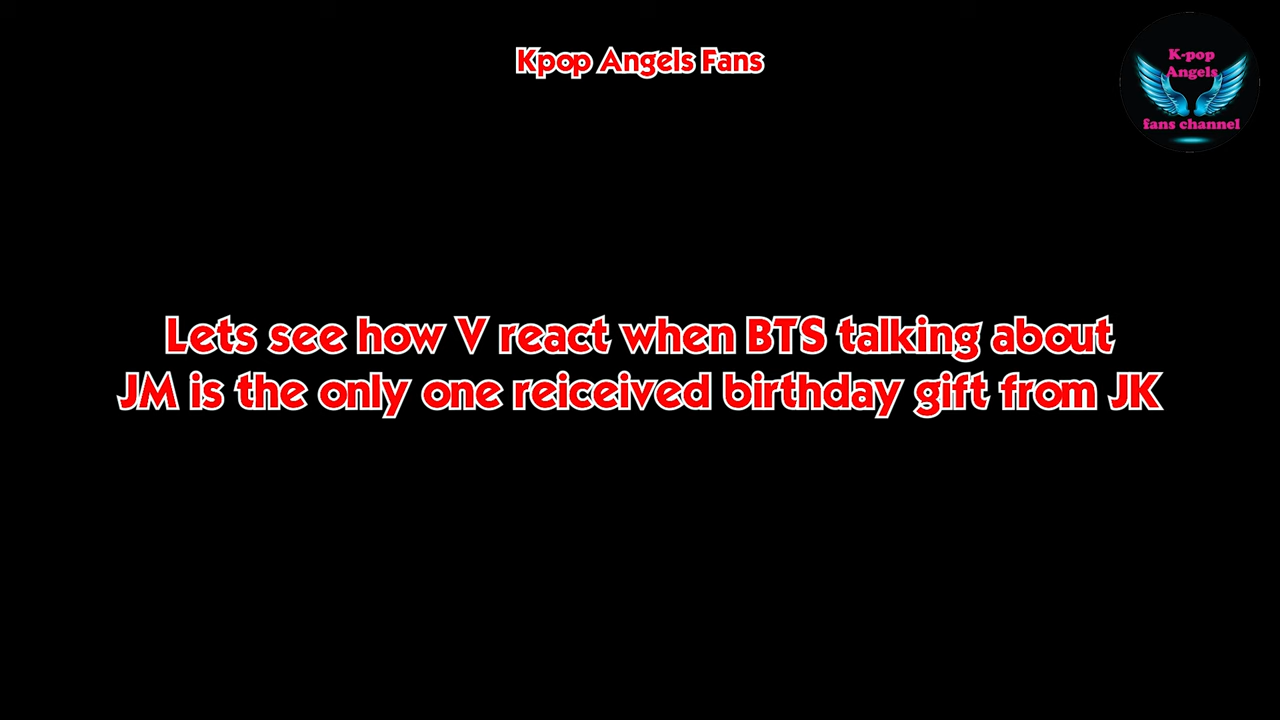 Kpop Angels Fans
K-pop
Angels
fans channel
Lets see how V react when BTS talking about
JM is the only one reiceived birthday gift from JK